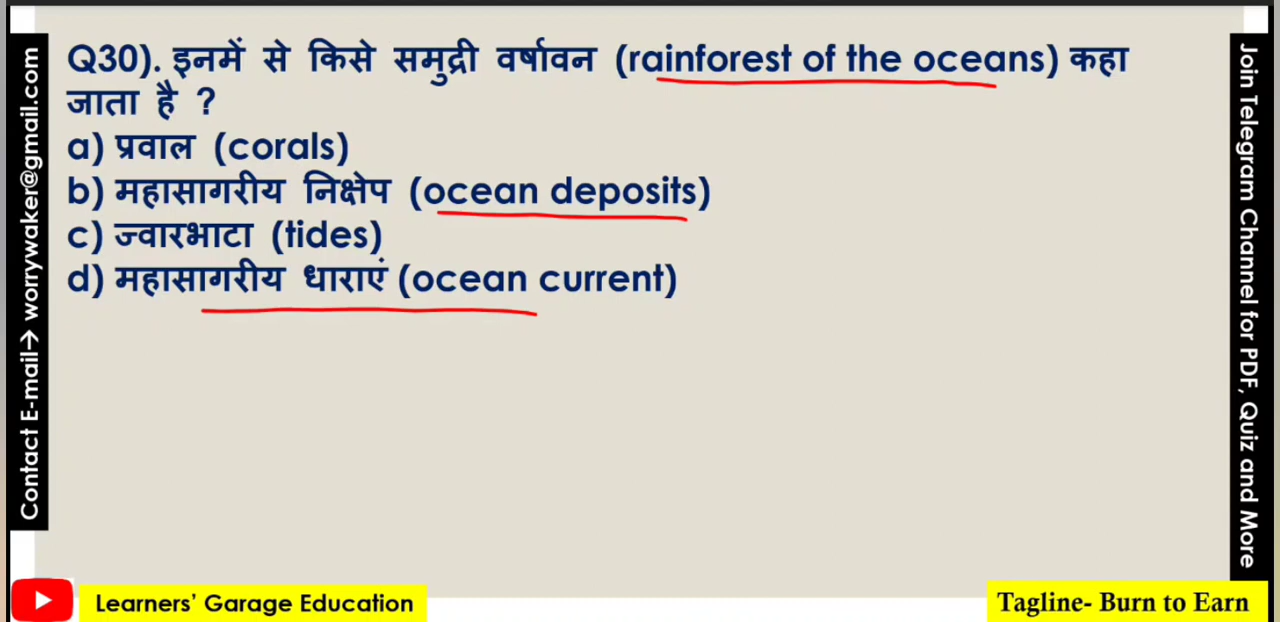 Q30). इनमें से किसे समुद्री वर्षावन (rainforest of the oceans) कहा
जाता है ?
a) प्रवाल (corals)
b) महासागरीय निक्षेप (ocean deposits)
c) ज्वारभाटा (tides)
d) महासागरीय धाराएं (ocean current)
Contact E-mail→ worrywaker@gmail.com
Join Telegram Channel for PDF, Quiz and More
Learners’ Garage Education
Tagline- Burn to Earn